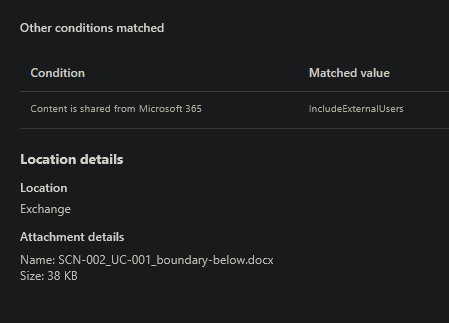 Other conditions matched
Condition Matched value
Content is shared from Microsoft 365 IncludeExternalUsers
Location details
Location
Exchange
Attachment details
Name: SCN-002_UC-001_boundary-below.docx
Size: 38 KB